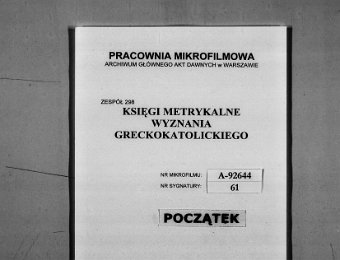 PRACOWNIA MIKROFILMOWA
ARCHIWUM GŁÓWNEGO AKT DAWNYCH w WARSZAWIE
ZESPÓŁ 298
KSIĘGI METRYKALNE
WYZNANIA
GRECKOKATOLICKIEGO
NR MIKROFILMU: A-92644
NR SYGNATURY: 61
POCZĄTEK